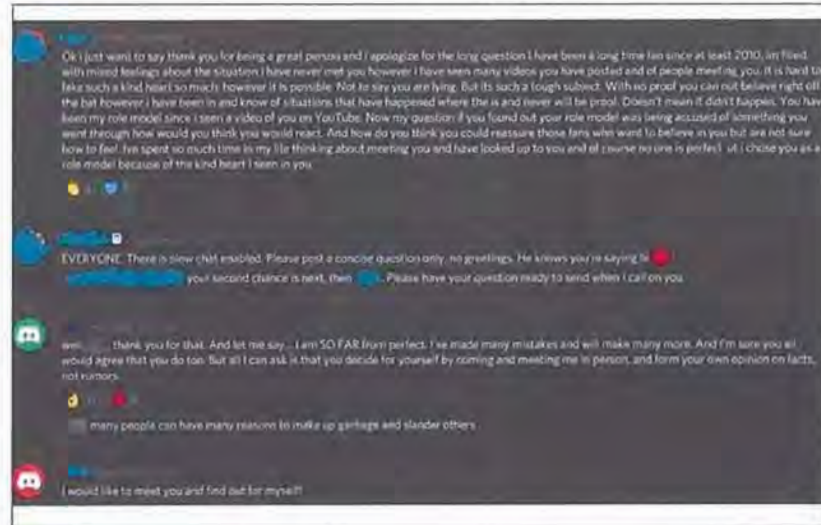 Ok i just want to say thank you for being a great person and i apologize for the long question I have been a long time fan since at least 2010, im filled
with mixed feelings about the situation i have never met you however i have seen many videos you have posted and of people meeting you. It is hard to
fake such a kind heart so much however it is possible. Not to say you are lying. But its such a tough subject. With no proof you can not believe right off
the bat however i have been in and know of situations that have happened where the is and never will be proof. Doesn't mean it didn't happen. You have
been my role model since i seen a video of you on YouTube. Now my question if you found out your role model was being accused of something you
went through how would you think you would react. And how do you think you could reassure those fans who want to believe in you but are not sure
how to feel. Ive spent so much time in my life thinking about meeting you and have looked up to you and of course no one is perfect ut i chose you as a
role model because of the kind heart I seen in you
EVERYONE. There is slow chat enabled. Please post a concise question only, no greetings. He knows you're saying hi
your second chance is next, then . Please have your question ready to send when I call on you
well thank you for that. And let me say... I am SO FAR from perfect. I've made many mistakes and will make many more. And I'm sure you all
would agree that you do too. But all I can ask is that you decide for yourself by coming and meeting me in person, and form your own opinion on facts,
not rumors.
many people can have many reasons to make up garbage and slander others
I would like to meet you and find out for myself!